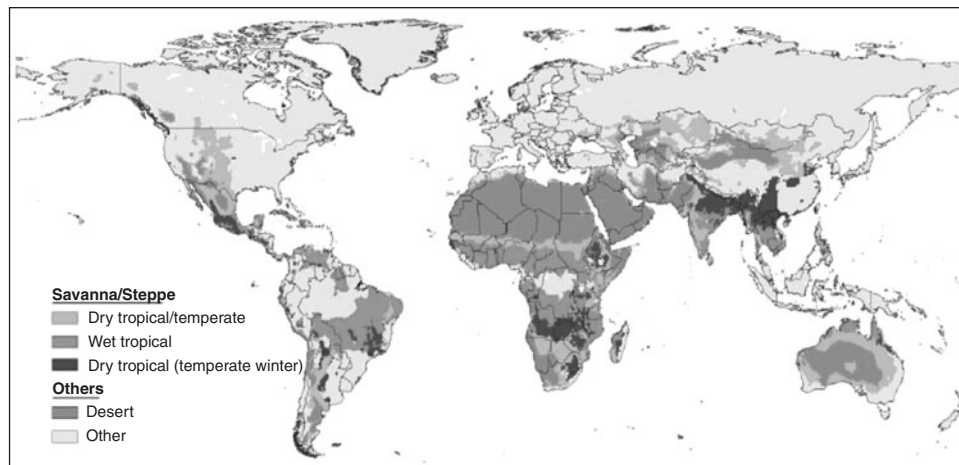 Savanna/Steppe
Dry tropical/temperate
Wet tropical
Dry tropical (temperate winter)
Others
Desert
Other